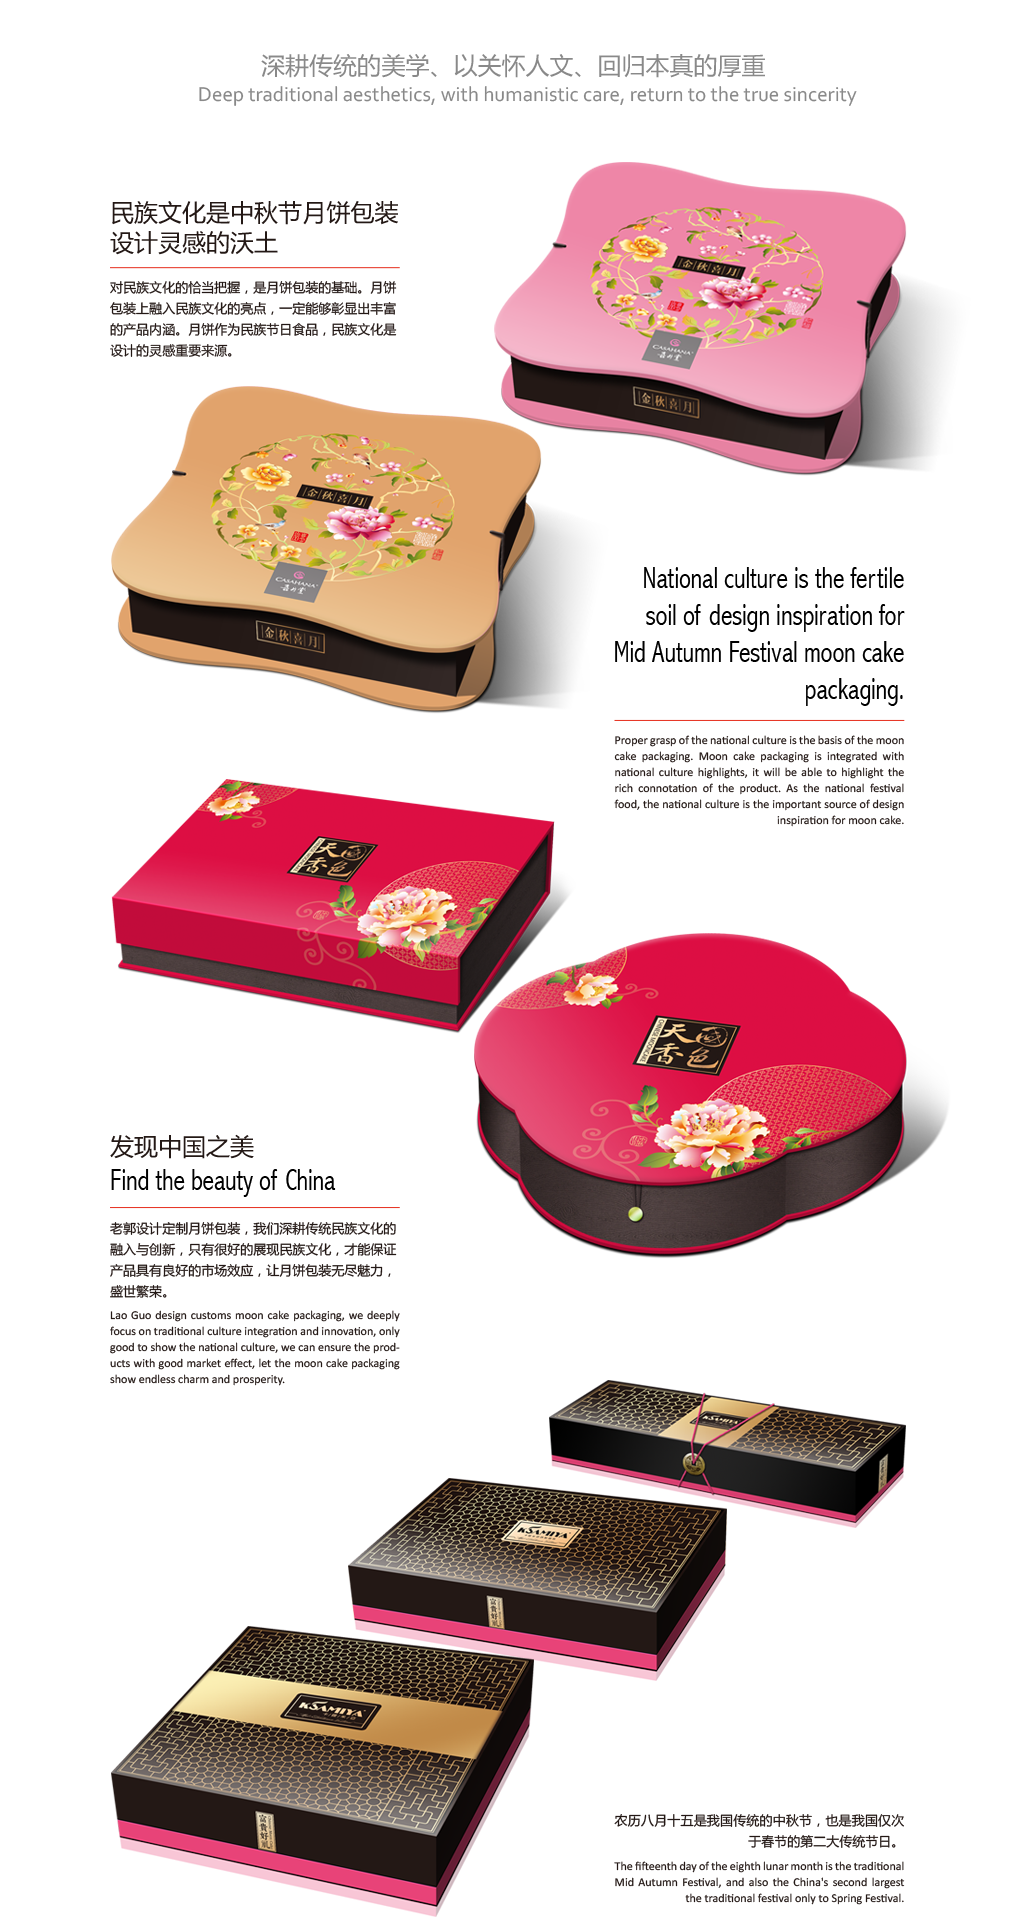 深耕传统的美学、以关怀人文、回归本真的厚重
Deep traditional aesthetics, with humanistic care, return to the true sincerity
民族文化是中秋节月饼包装
设计灵感的沃土
对民族文化的恰当把握，是月饼包装的基础。月饼
包装上融入民族文化的亮点，一定能够彰显出丰富
的产品内涵。月饼作为民族节日食品，民族文化是
设计的灵感重要来源。
金秋喜月
CASAHANA
金秋喜月
金秋喜月
CASAHANA
金秋喜月
National culture is the fertile
soil of design inspiration for
Mid Autumn Festival moon cake
packaging.
Proper grasp of the national culture is the basis of the moon
cake packaging. Moon cake packaging is integrated with
national culture highlights, it will be able to highlight the
rich connotation of the product. As the national festival
food, the national culture is the important source of design
inspiration for moon cake.
国色
天香
国色
天香
发现中国之美
Find the beauty of China
老郭设计定制月饼包装，我们深耕传统民族文化的
融入与创新，只有很好的展现民族文化，才能保证
产品具有良好的市场效应，让月饼包装无尽魅力，
盛世繁荣。
Lao Guo design customs moon cake packaging, we deeply
focus on traditional culture integration and innovation, only
good to show the national culture, we can ensure the prod-
ucts with good market effect, let the moon cake packaging
show endless charm and prosperity.
KSAMIYA
KSAMIYA
富貴好氣
KSAMIYA
富貴好氣
农历八月十五是我国传统的中秋节，也是我国仅次
于春节的第二大传统节日。
The fifteenth day of the eighth lunar month is the traditional
Mid Autumn Festival, and also the China's second largest
the traditional festival only to Spring Festival.